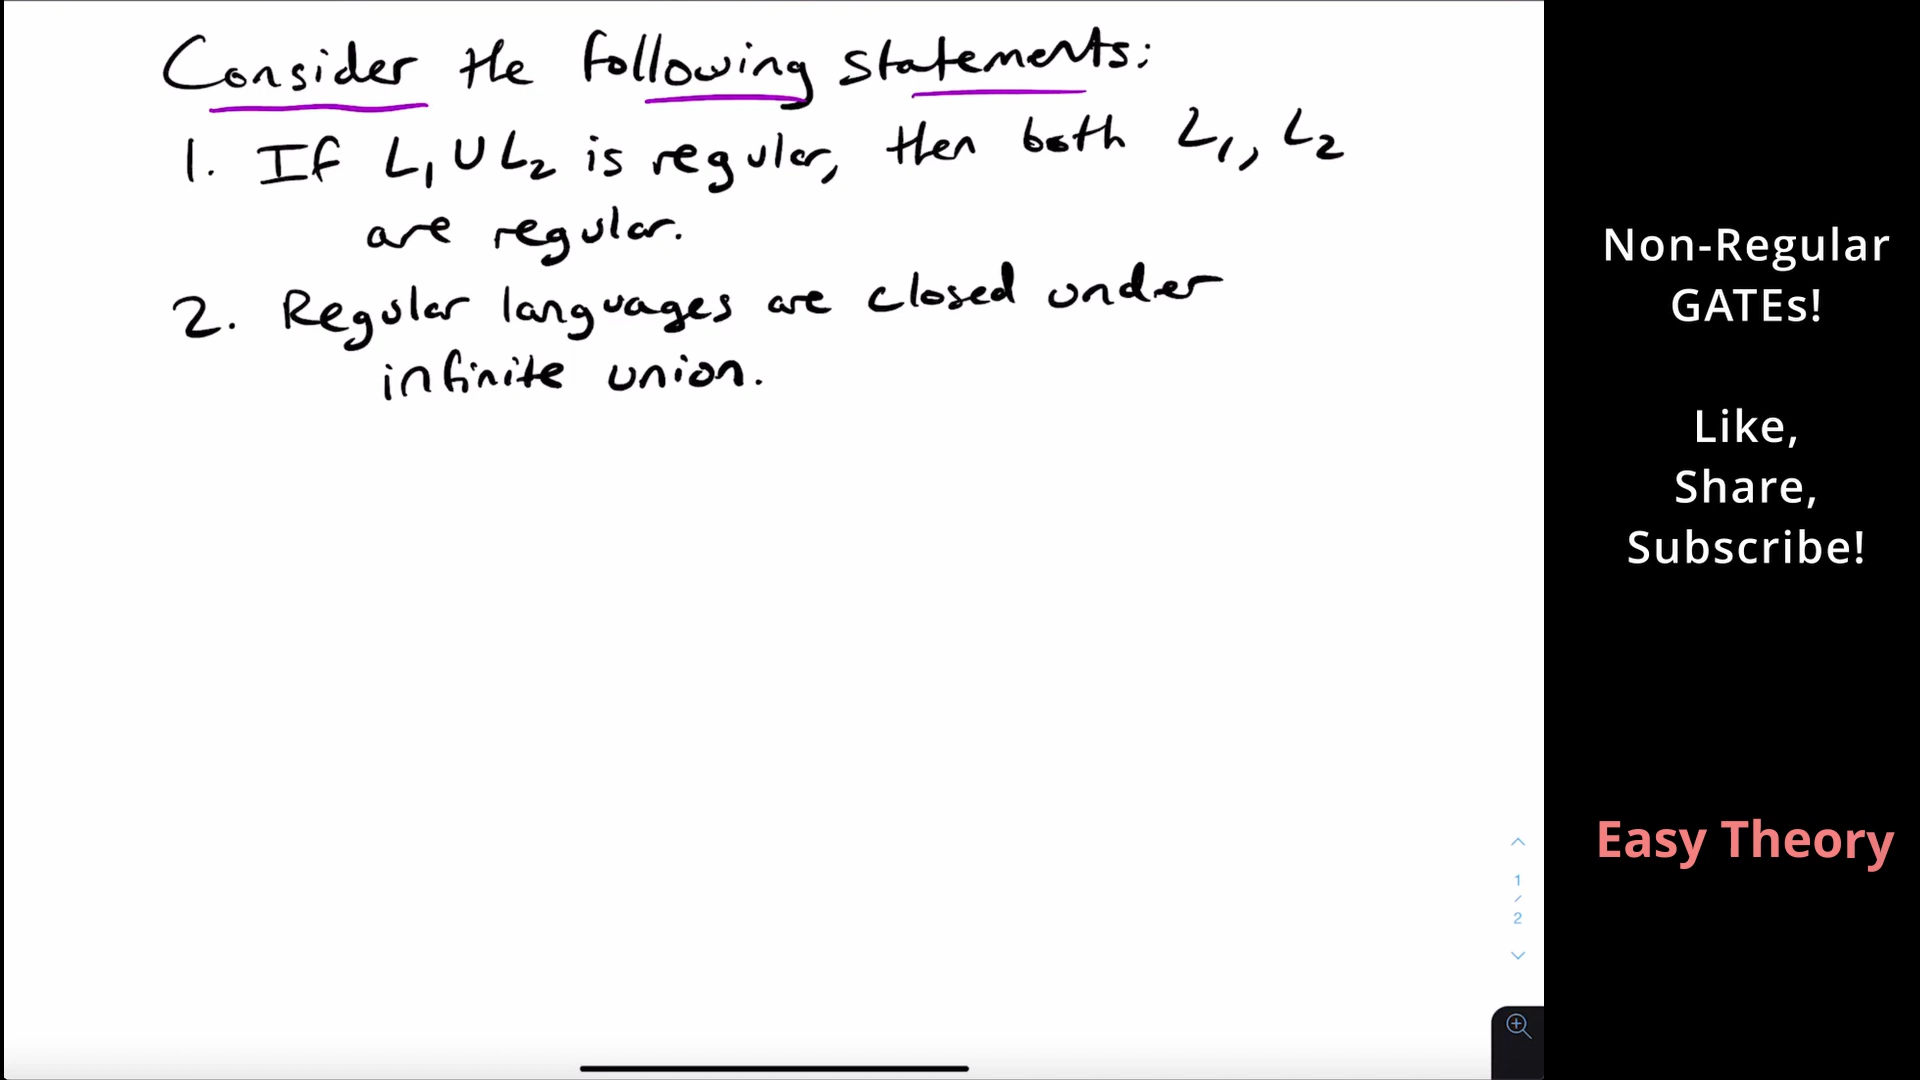 Consider the following statements:
1. If L₁ ∪ L₂ is regular, then both L₁, L₂
are regular.
2. Regular languages are closed under
infinite union.
Non-Regular
GATEs!
Like,
Share,
Subscribe!
Easy Theory
1
/
2